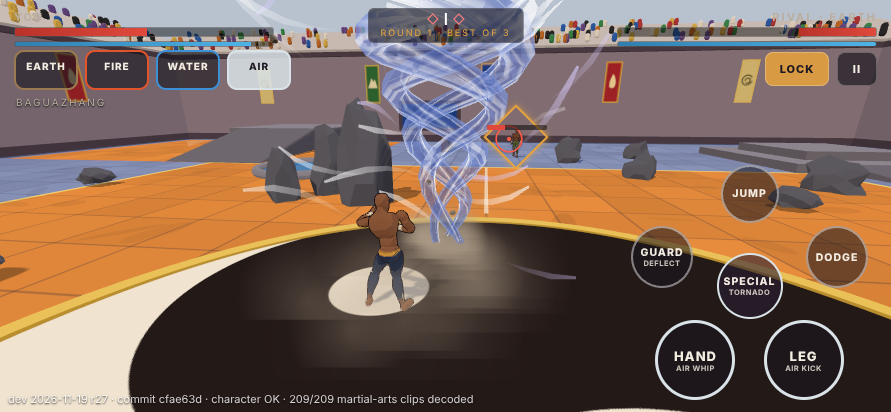 RIVAL · EARTH
ROUND 1 · BEST OF 3
EARTH
FIRE
WATER
AIR
LOCK
BAGUAZHANG
JUMP
GUARD
DEFLECT
DODGE
SPECIAL
TORNADO
HAND
AIR WHIP
LEG
AIR KICK
dev 2026-11-19 r27 · commit cfae63d · character OK · 209/209 martial-arts clips decoded